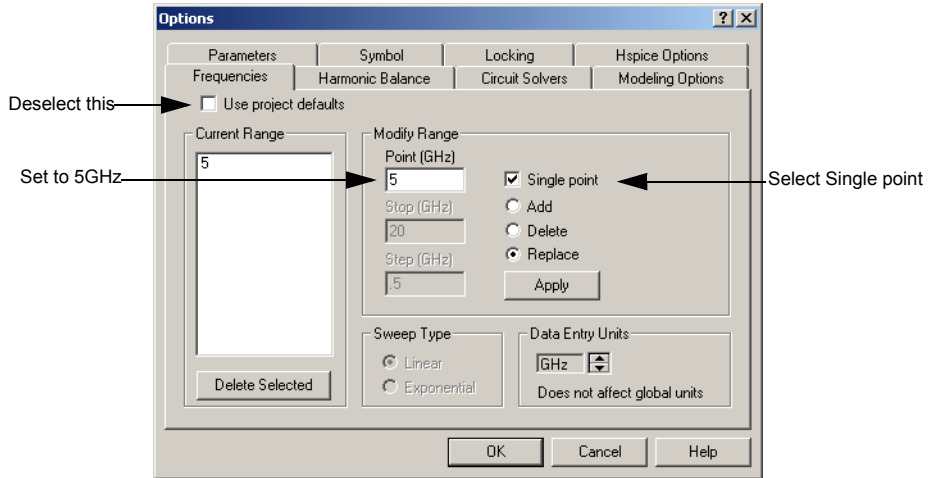 Options
Parameters
Symbol
Locking
Hspice Options
Frequencies
Harmonic Balance
Circuit Solvers
Modeling Options
Deselect this
Use project defaults
Current Range
5
Delete Selected
Set to 5GHz
Modify Range
Point (GHz)
5
Stop (GHz)
20
Step (GHz)
.5
Single point
Select Single point
Add
Delete
Replace
Apply
Sweep Type
Linear
Exponential
Data Entry Units
GHz
Does not affect global units
OK
Cancel
Help